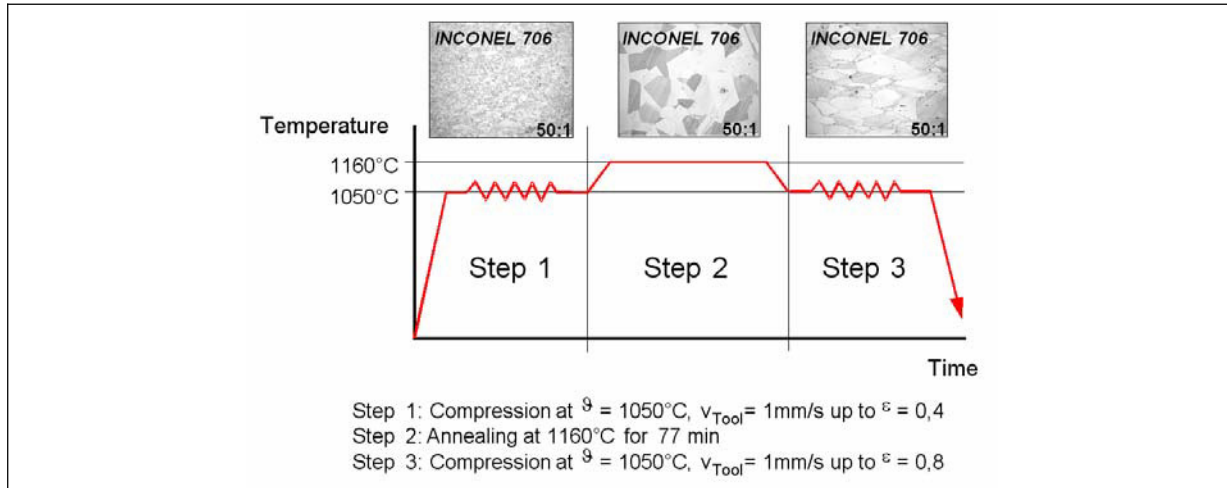 INCONEL 706 INCONEL 706 INCONEL 706
50:1 50:1 50:1
Temperature
1160°C
1050°C
Step 1 Step 2 Step 3
Time
Step 1: Compression at ϑ = 1050°C, vTool= 1mm/s up to ε = 0,4
Step 2: Annealing at 1160°C for 77 min
Step 3: Compression at ϑ = 1050°C, vTool= 1mm/s up to ε = 0,8